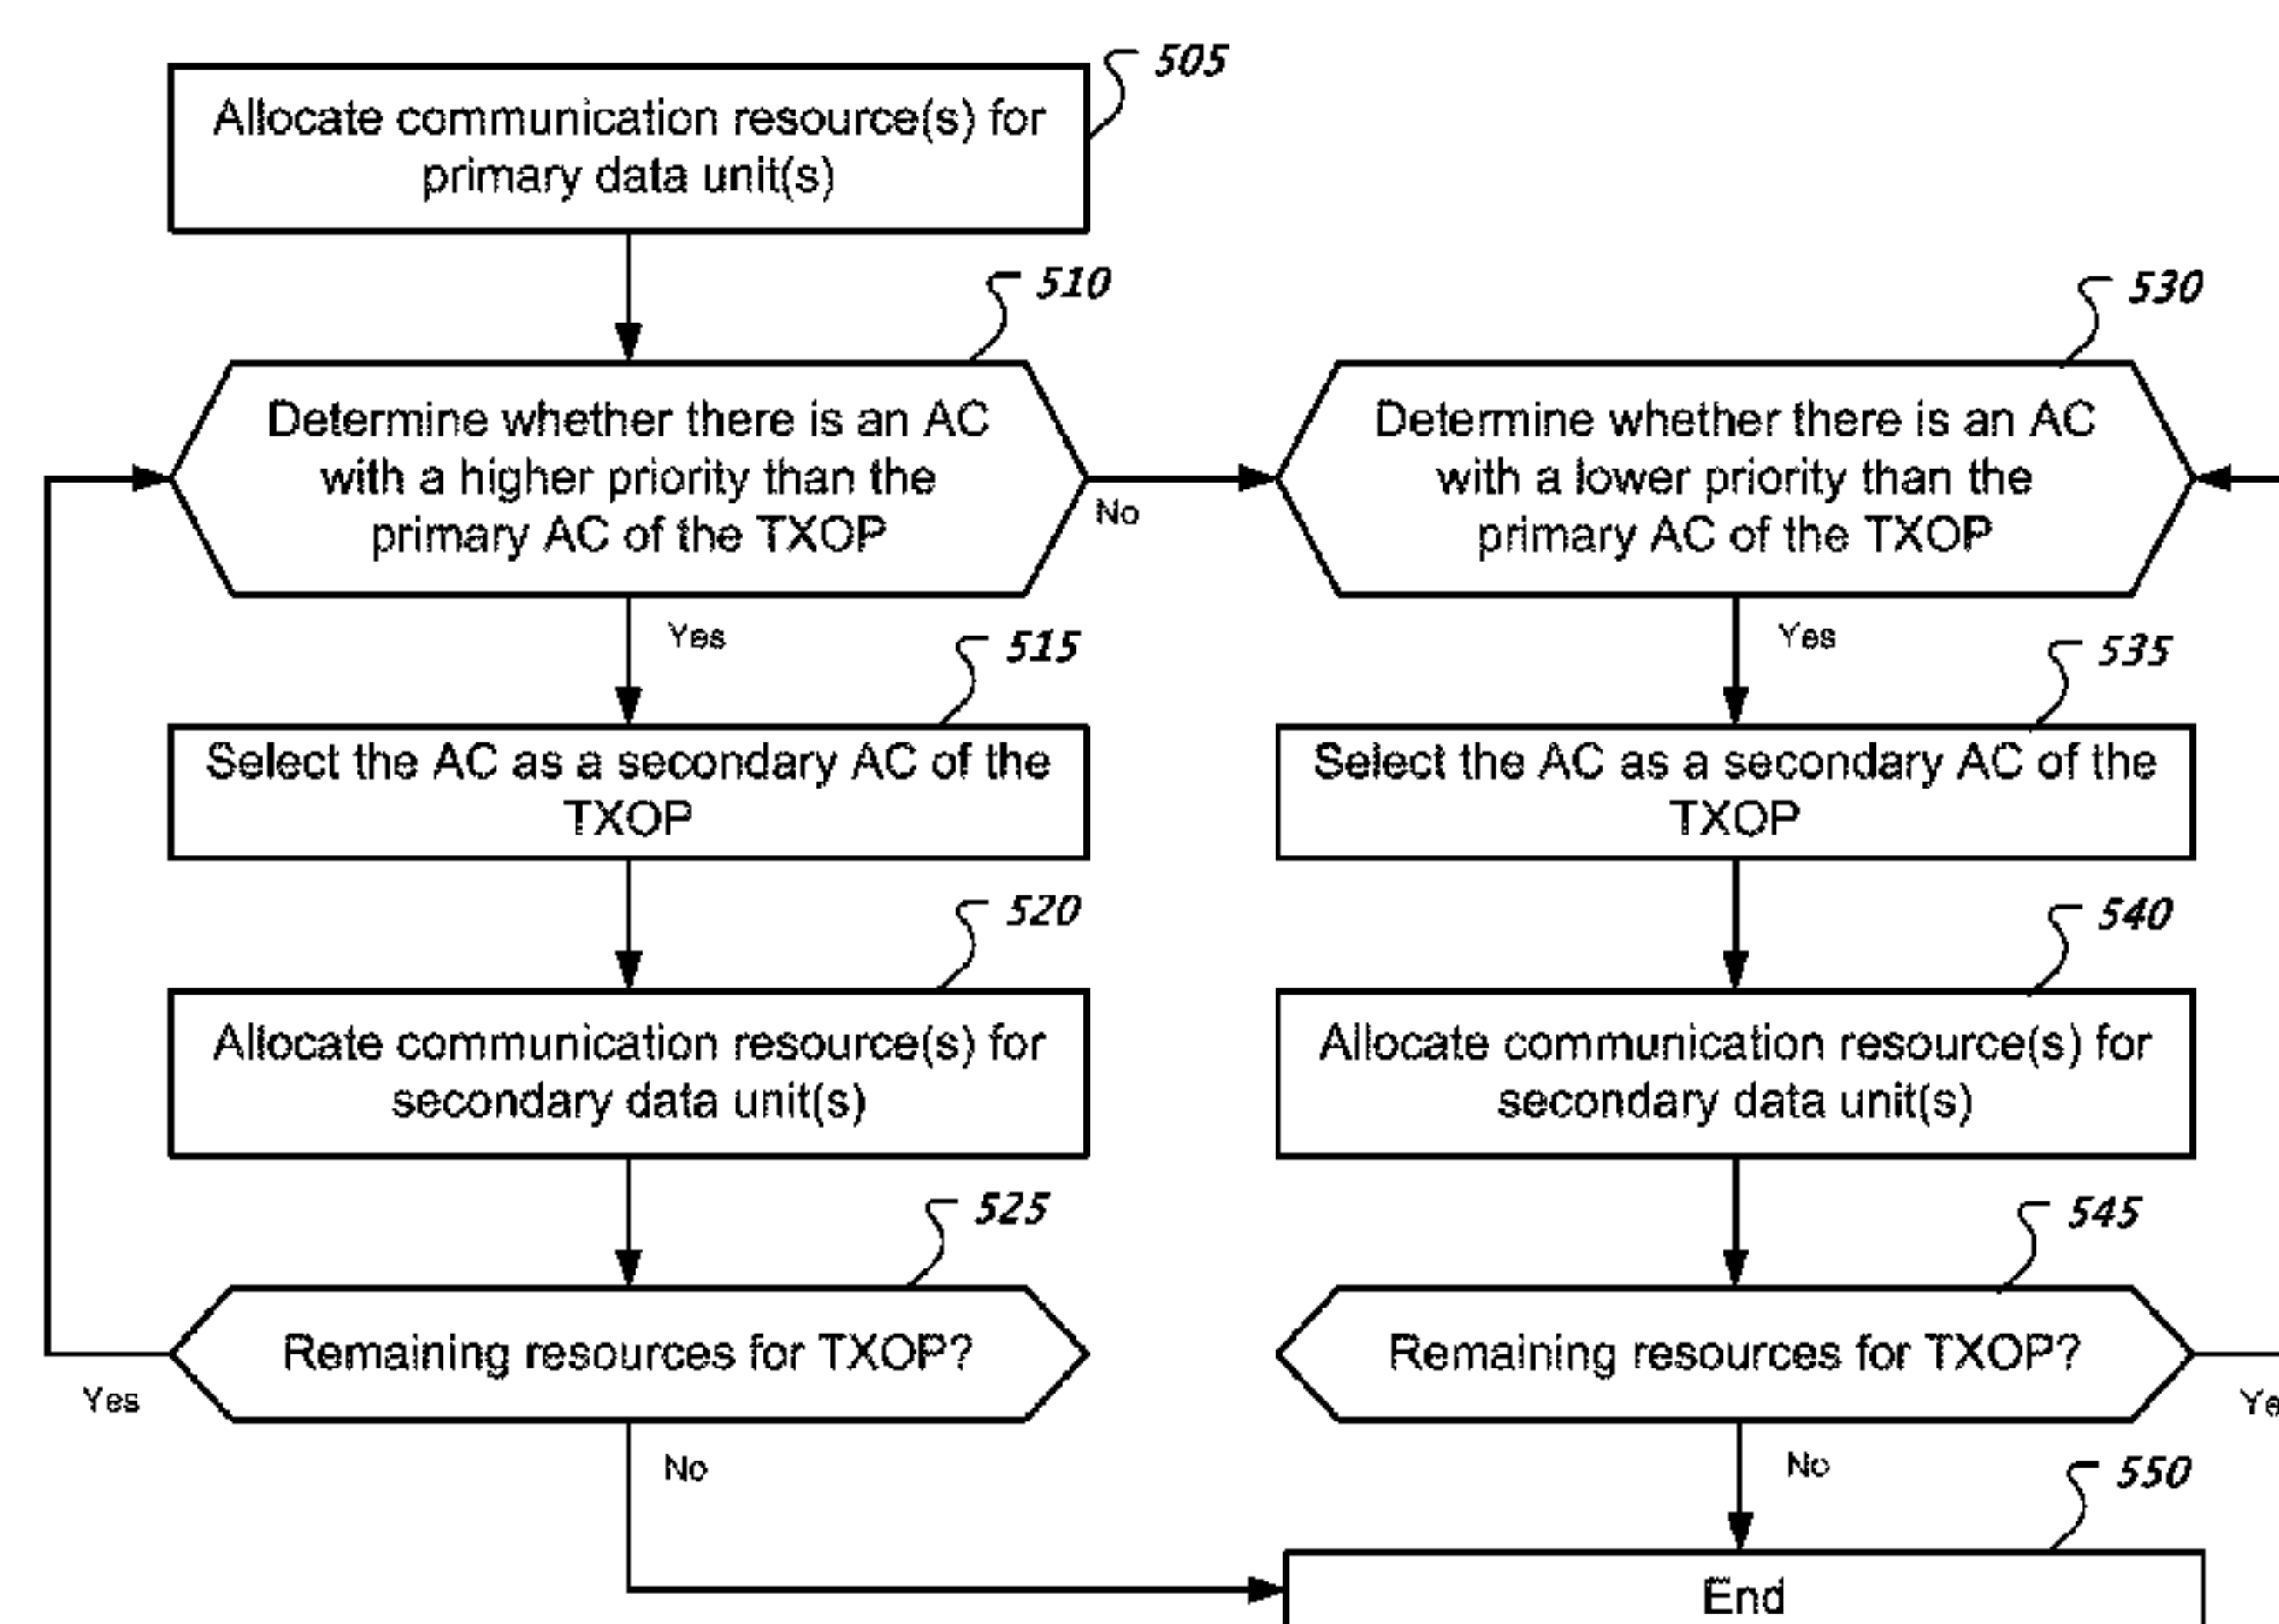 505
Allocate communication resource(s) for
primary data unit(s)
510
Determine whether there is an AC
with a higher priority than the
primary AC of the TXOP
No
Yes
515
Select the AC as a secondary AC of the
TXOP
520
Allocate communication resource(s) for
secondary data unit(s)
525
Remaining resources for TXOP?
Yes
No
530
Determine whether there is an AC
with a lower priority than the
primary AC of the TXOP
Yes
535
Select the AC as a secondary AC of the
TXOP
540
Allocate communication resource(s) for
secondary data unit(s)
545
Remaining resources for TXOP?
No
550
End